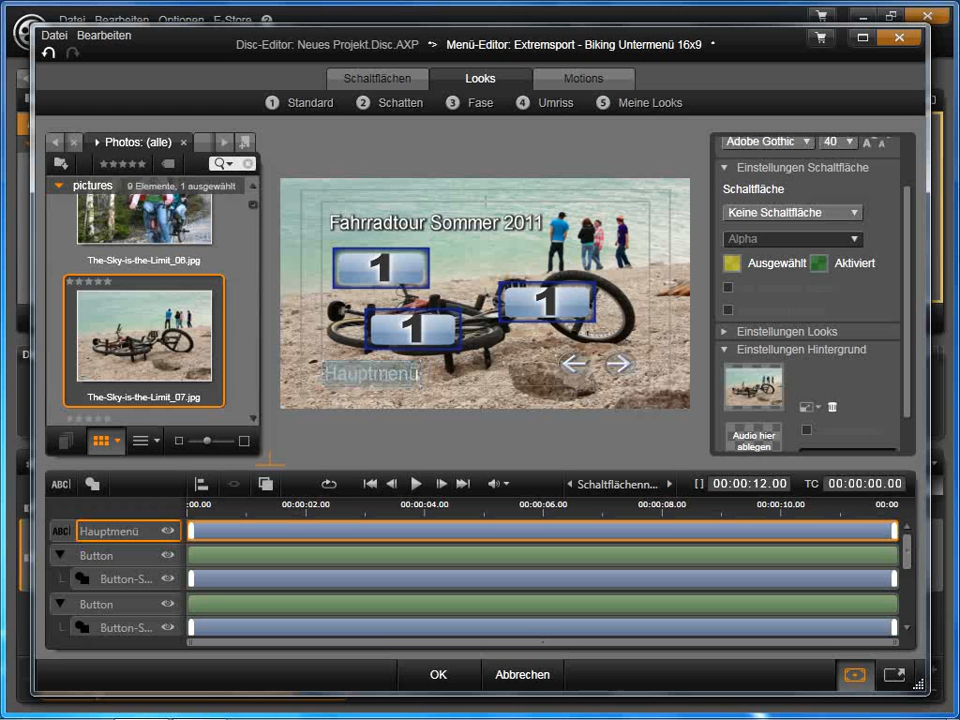 Datei Bearbeiten Optionen E-Store ?
Datei Bearbeiten
Disc-Editor: Neues Projekt.Disc.AXP Menü-Editor: Extremsport - Biking Untermenü 16x9 •
Schaltflächen Looks Motions
1 Standard 2 Schatten 3 Fase 4 Umriss 5 Meine Looks
Photos: (alle)
pictures 9 Elemente, 1 ausgewählt
The-Sky-is-the-Limit_06.jpg
The-Sky-is-the-Limit_07.jpg
Fahrradtour Sommer 2011
1
1
1
Hauptmenü
Adobe Gothic 40 A A
Einstellungen Schaltfläche
Schaltfläche
Keine Schaltfläche
Alpha
Ausgewählt Aktiviert
Einstellungen Looks
Einstellungen Hintergrund
Audio hier
ablegen
ABC Schaltflächenn... [] 00:00:12.00 TC 00:00:00.00
:00.00 00:00:02.00 00:00:04.00 00:00:06.00 00:00:08.00 00:00:10.00 00:00
ABC Hauptmenü
Button
Button-S...
Button
Button-S...
OK Abbrechen